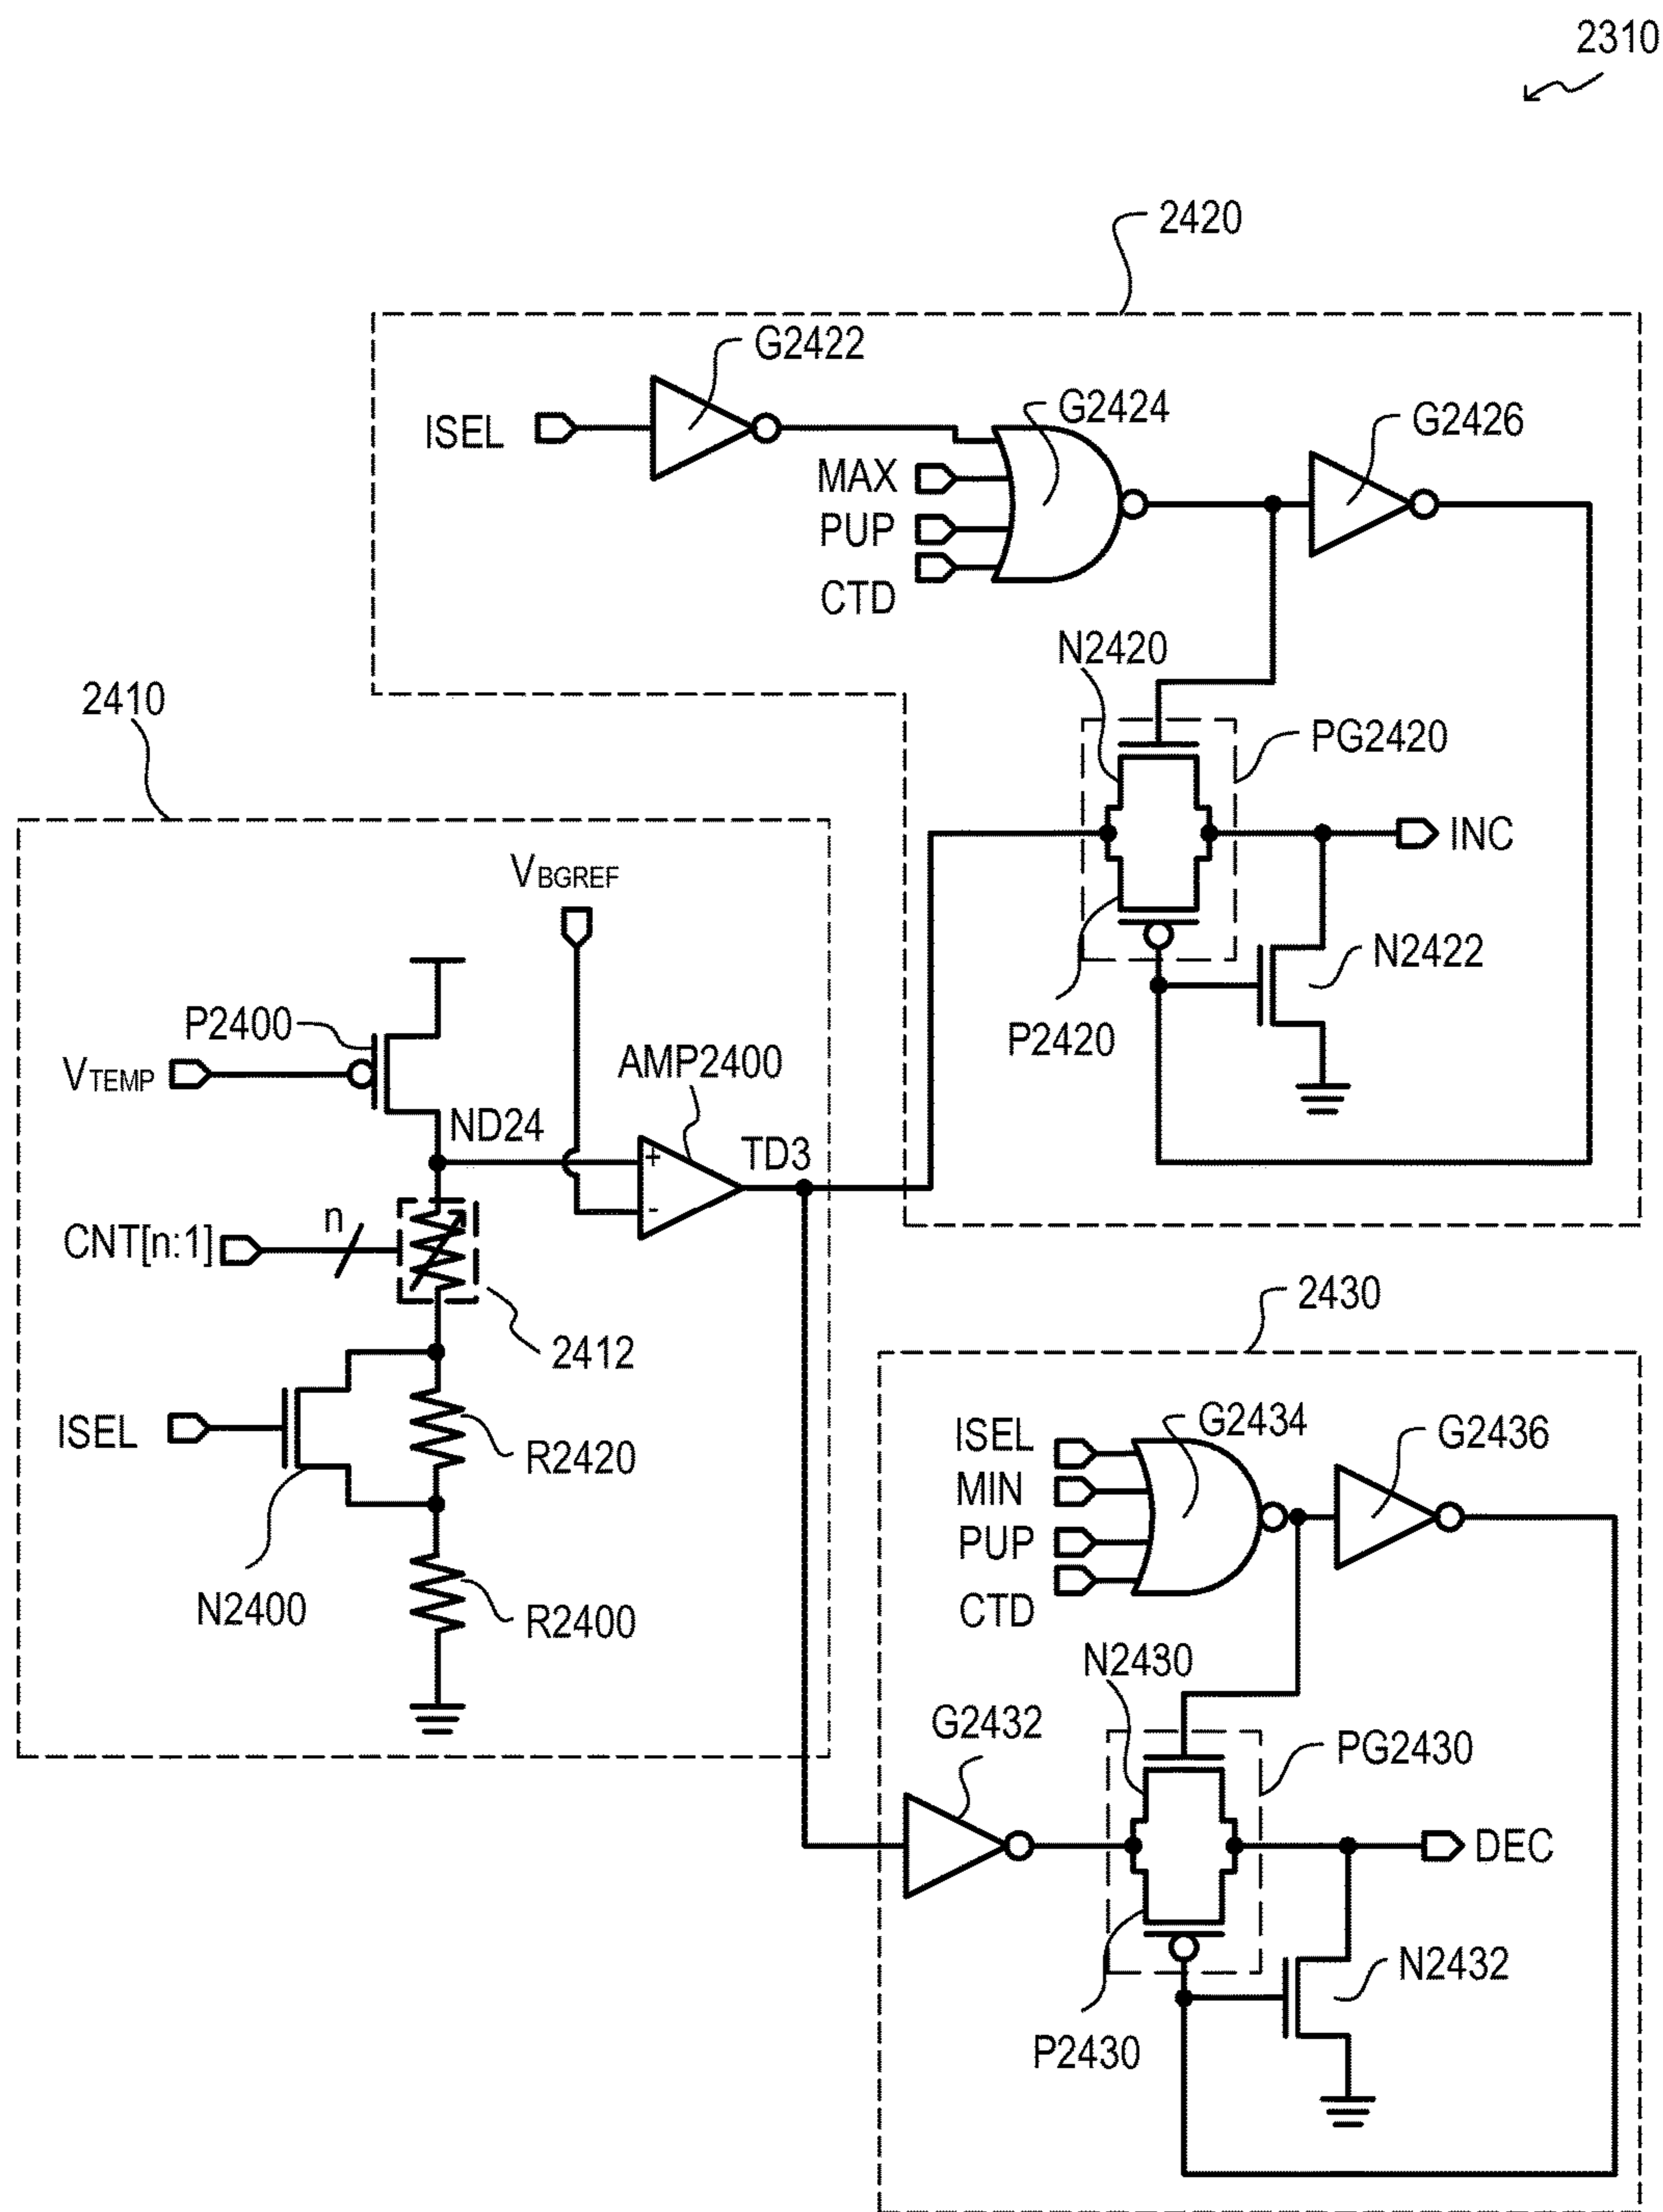 2310
2420
G2422
ISEL
G2424
G2426
MAX
PUP
CTD
N2420
2410
PG2420
VBGREF
INC
P2400
N2422
VTEMP
AMP2400
P2420
ND24
TD3
+
-
CNT[n:1]
n
2412
2430
ISEL
R2420
N2400
R2400
ISEL
G2434
G2436
MIN
PUP
CTD
N2430
G2432
PG2430
DEC
N2432
P2430